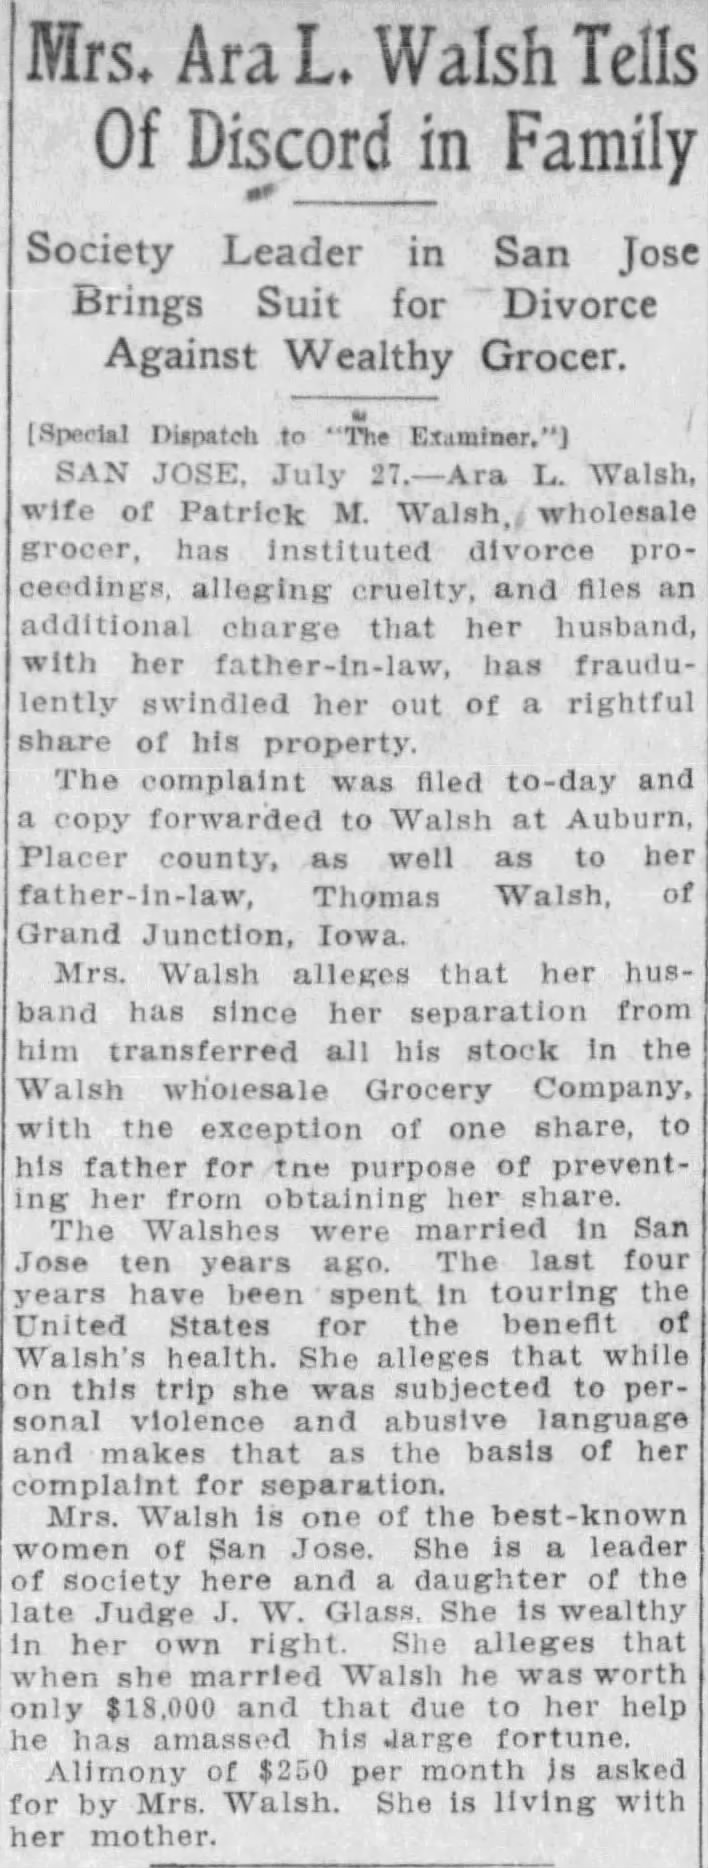 Mrs. Ara L. Walsh Tells
Of Discord in Family
Society Leader in San Jose
Brings Suit for Divorce
Against Wealthy Grocer.
[Special Dispatch to "The Examiner."]
SAN JOSE, July 27.—Ara L. Walsh,
wife of Patrick M. Walsh, wholesale
grocer, has instituted divorce pro-
ceedings, alleging cruelty, and files an
additional charge that her husband,
with her father-in-law, has fraudu-
lently swindled her out of a rightful
share of his property.
The complaint was filed to-day and
a copy forwarded to Walsh at Auburn,
Placer county, as well as to her
father-in-law, Thomas Walsh, of
Grand Junction, Iowa.
Mrs. Walsh alleges that her hus-
band has since her separation from
him transferred all his stock in the
Walsh wholesale Grocery Company,
with the exception of one share, to
his father for the purpose of prevent-
ing her from obtaining her share.
The Walshes were married in San
Jose ten years ago. The last four
years have been spent in touring the
United States for the benefit of
Walsh's health. She alleges that while
on this trip she was subjected to per-
sonal violence and abusive language
and makes that as the basis of her
complaint for separation.
Mrs. Walsh is one of the best-known
women of San Jose. She is a leader
of society here and a daughter of the
late Judge J. W. Glass. She is wealthy
in her own right. She alleges that
when she married Walsh he was worth
only $18,000 and that due to her help
he has amassed his large fortune.
Alimony of $250 per month is asked
for by Mrs. Walsh. She is living with
her mother.